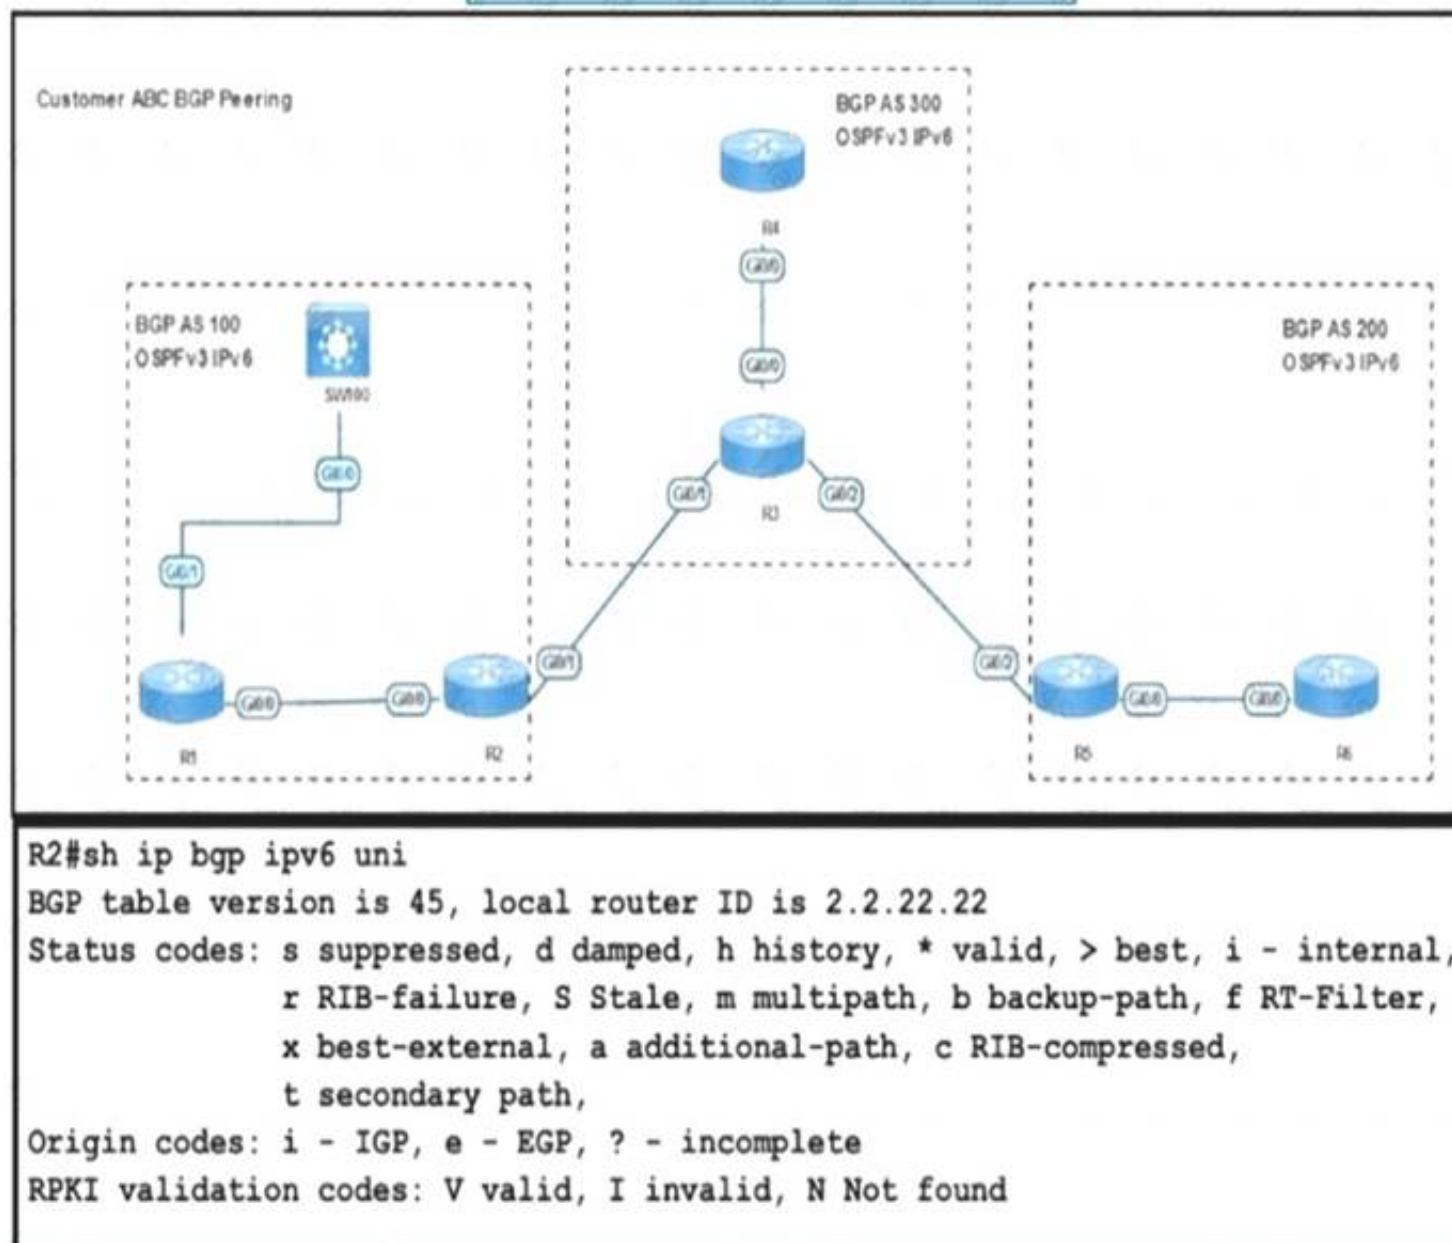 Customer ABC BGP Peering
BGP AS 300
OSPFv3 IPv6
R4
Gi0/0
Gi0/0
BGP AS 100
OSPFv3 IPv6
SW100
BGP AS 200
OSPFv3 IPv6
Gi0/0
Gi0/1
Gi0/2
R3
Gi0/1
Gi0/1
Gi0/2
Gi0/0
Gi0/0
Gi0/0
Gi0/0
R1
R2
R5
R6
R2#sh ip bgp ipv6 uni
BGP table version is 45, local router ID is 2.2.22.22
Status codes: s suppressed, d damped, h history, * valid, > best, i - internal,
r RIB-failure, S Stale, m multipath, b backup-path, f RT-Filter,
x best-external, a additional-path, c RIB-compressed,
t secondary path,
Origin codes: i - IGP, e - EGP, ? - incomplete
RPKI validation codes: V valid, I invalid, N Not found